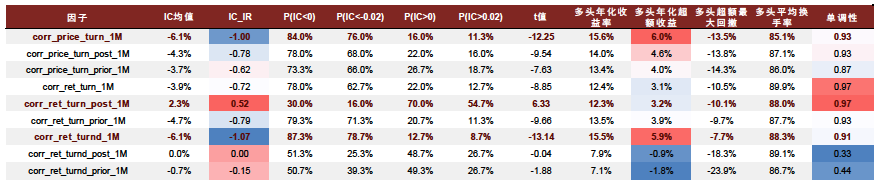 因子 IC均值 IC_IR P(IC<0) P(IC<-0.02) P(IC>0) P(IC>0.02) t值 多头年化收益率 多头年化超额收益 多头超额最大回撤 多头平均换手率 单调性
corr_price_turn_1M -6.1% -1.00 84.0% 76.0% 16.0% 11.3% -12.25 15.6% 6.0% -13.5% 85.1% 0.93
corr_price_turn_post_1M -4.3% -0.78 78.0% 68.0% 22.0% 16.0% -9.54 14.0% 4.6% -13.8% 87.1% 0.93
corr_price_turn_prior_1M -3.7% -0.62 73.3% 66.0% 26.7% 18.7% -7.63 13.4% 4.0% -14.3% 86.0% 0.87
corr_ret_turn_1M -3.9% -0.72 78.0% 62.7% 22.0% 12.7% -8.85 12.4% 3.1% -10.5% 89.9% 0.97
corr_ret_turn_post_1M 2.3% 0.52 30.0% 16.0% 70.0% 54.7% 6.33 12.3% 3.2% -10.1% 88.0% 0.97
corr_ret_turn_prior_1M -4.7% -0.79 79.3% 71.3% 20.7% 11.3% -9.66 13.5% 3.9% -9.7% 87.7% 0.93
corr_ret_turnd_1M -6.1% -1.07 87.3% 78.7% 12.7% 8.7% -13.14 15.5% 5.9% -7.7% 88.3% 0.91
corr_ret_turnd_post_1M 0.0% 0.00 51.3% 25.3% 48.7% 26.7% -0.04 7.9% -0.9% -18.3% 89.1% 0.33
corr_ret_turnd_prior_1M -0.7% -0.15 50.7% 39.3% 49.3% 26.7% -1.88 7.1% -1.8% -23.9% 86.7% 0.44